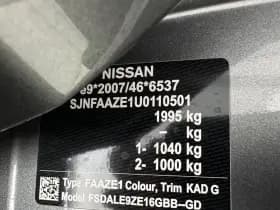 NISSAN
e9*2007/46*6537
SJNFAAZE1U0110501
1995 kg
– kg
1- 1040 kg
2- 1000 kg
Type FAAZE1 Colour, Trim KAD G
Model FSDALE9ZE16GBB-GD